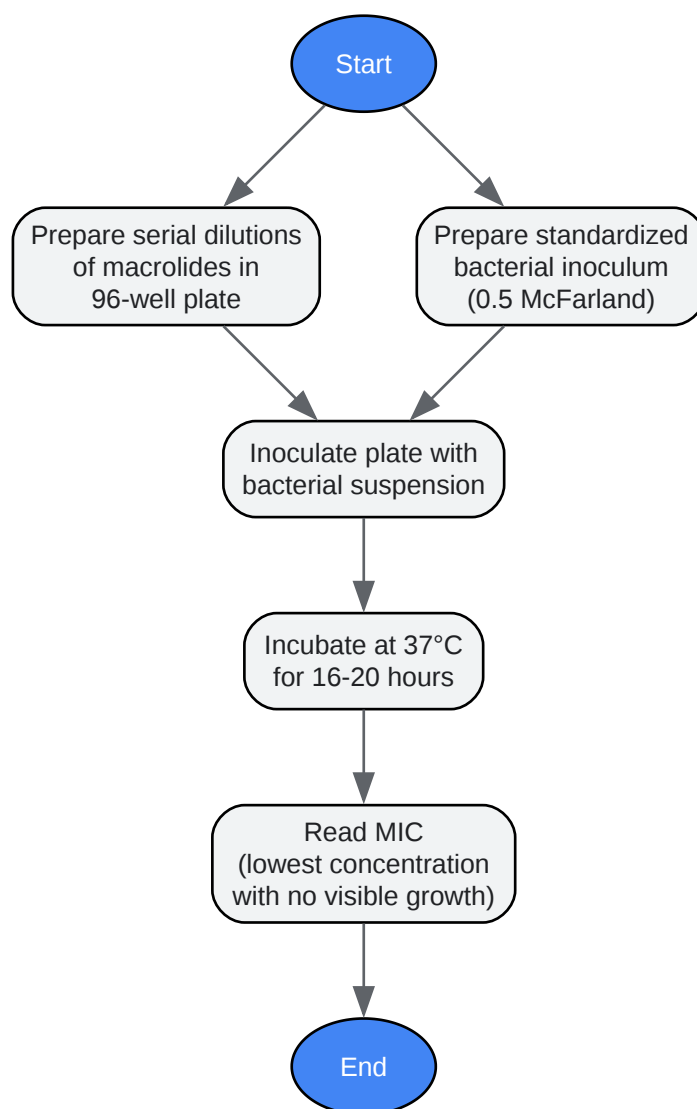 Start
Prepare serial dilutions
of macrolides in
96-well plate
Prepare standardized
bacterial inoculum
(0.5 McFarland)
Inoculate plate with
bacterial suspension
Incubate at 37°C
for 16-20 hours
Read MIC
(lowest concentration
with no visible growth)
End